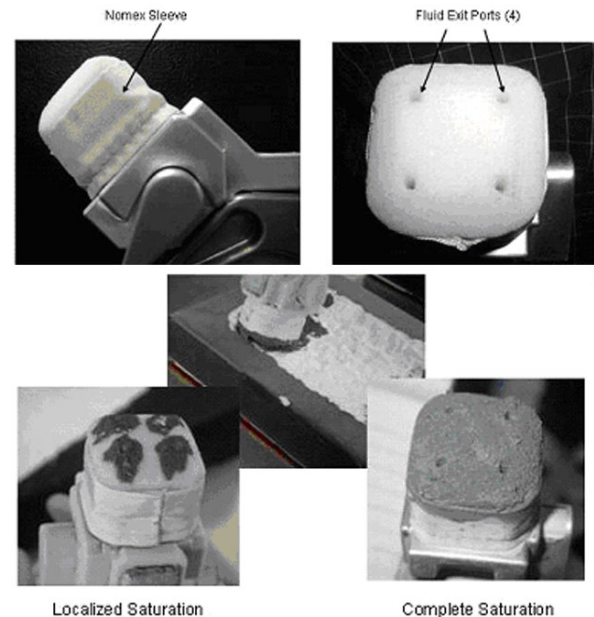 Nomex Sleeve
Fluid Exit Ports (4)
Localized Saturation
Complete Saturation